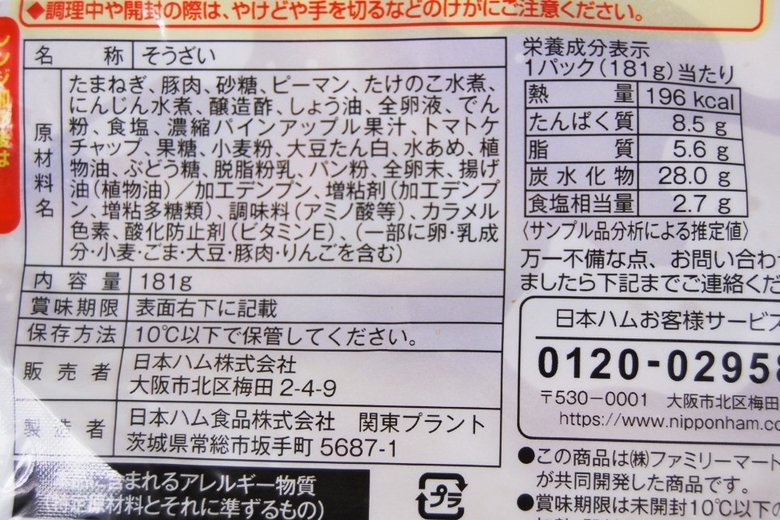 ◆調理中や開封の際は、やけどや手を切るなどのけがにご注意ください。
名称 そうざい
原材料名
たまねぎ、豚肉、砂糖、ピーマン、たけのこ水煮、
にんじん水煮、醸造酢、しょう油、全卵液、でん
粉、食塩、濃縮パインアップル果汁、トマトケ
チャップ、果糖、小麦粉、大豆たん白、水あめ、植
物油、ぶどう糖、脱脂粉乳、パン粉、全卵末、揚げ
油(植物油)/加工デンプン、増粘剤(加工デンプ
ン、増粘多糖類)、調味料(アミノ酸等)、カラメル
色素、酸化防止剤(ビタミンE)、(一部に卵・乳成
分・小麦・ごま・大豆・豚肉・りんごを含む)
内容量 181g
賞味期限 表面右下に記載
保存方法 10℃以下で保管してください。
販売者 日本ハム株式会社
大阪市北区梅田 2-4-9
製造者 日本ハム食品株式会社 関東プラント
茨城県常総市坂手町 5687-1
に含まれるアレルギー物質
(特定原材料とそれに準ずるもの)
プラ
栄養成分表示
1パック(181g)当たり
熱量 196 kcal
たんぱく質 8.5 g
脂質 5.6 g
炭水化物 28.0 g
食塩相当量 2.7 g
〈サンプル品分析による推定値〉
万一不備な点、お問い合わ
ましたら下記までご連絡くだ
日本ハムお客様サービス
0120-02958
〒530-0001 大阪市北区梅田
https://www.nipponham.co
●この商品は(株)ファミリーマート
が共同開発した商品です。
●賞味期限は未開封10℃以下の